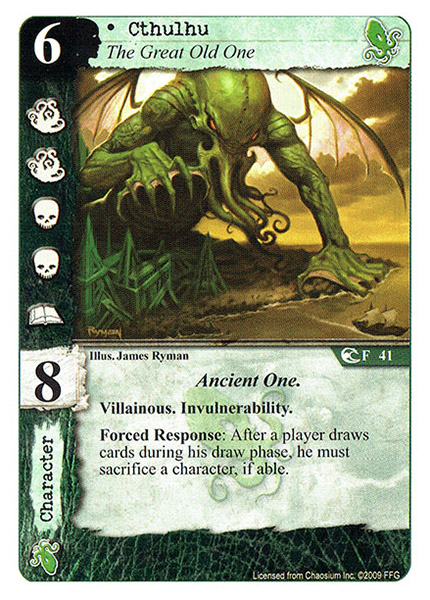 6
• Cthulhu
The Great Old One
RYMAN
Illus. James Ryman
F 41
8
Ancient One.
Villainous. Invulnerability.
Forced Response: After a player draws
cards during his draw phase, he must
sacrifice a character, if able.
Character
Licensed from Chaosium Inc. ©2009 FFG